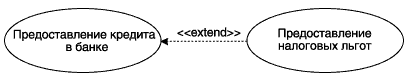 Предоставление кредита
в банке
<<extend>>
Предоставление
налоговых льгот